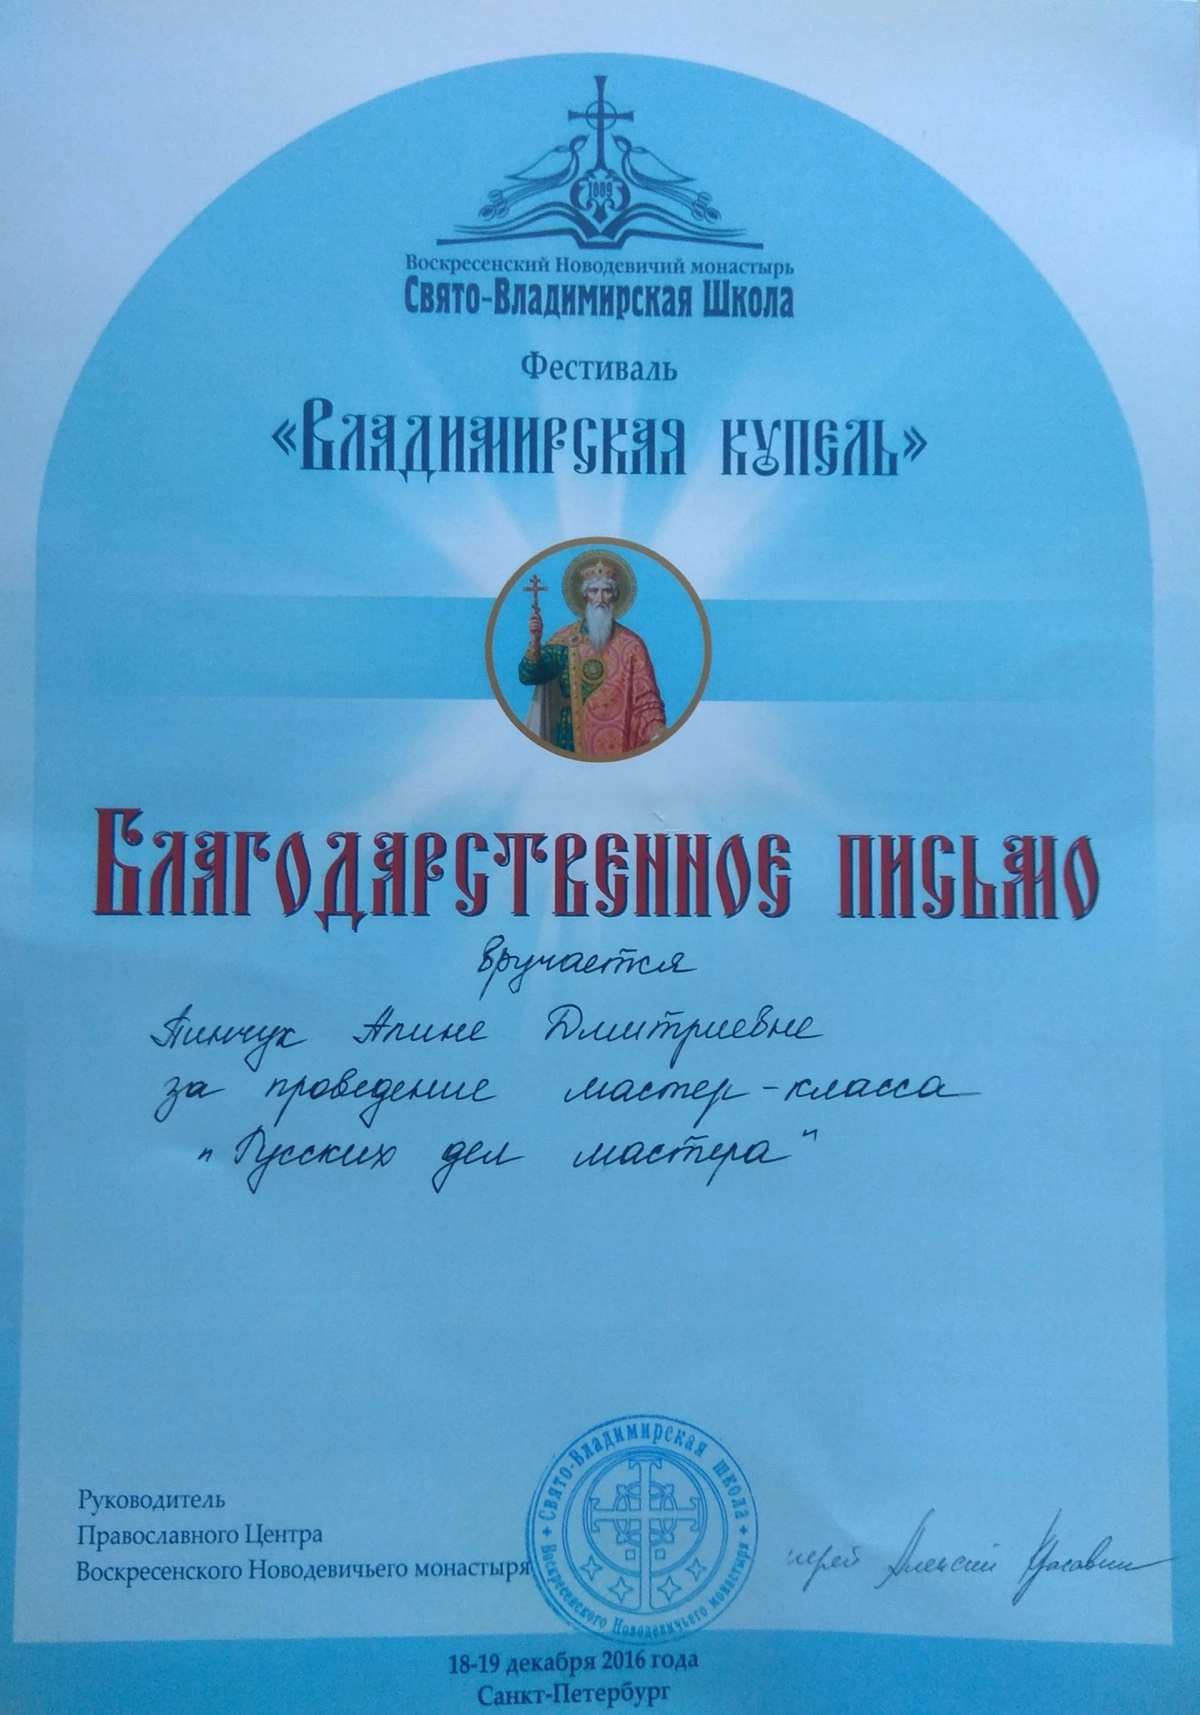 1889
Воскресенский Новодевичий монастырь
Свято-Владимирская Школа
Фестиваль
«Владимирская купель»
Благодарственное письмо
вручается
Пинчук Алине Дмитриевне
за проведение мастер-класса
"Русских дел мастера"
Руководитель
Православного Центра
Воскресенского Новодевичьего монастыря
Свято-Владимирская школа
Воскресенского Новодевичьего монастыря
иерей Алексий
18-19 декабря 2016 года
Санкт-Петербург